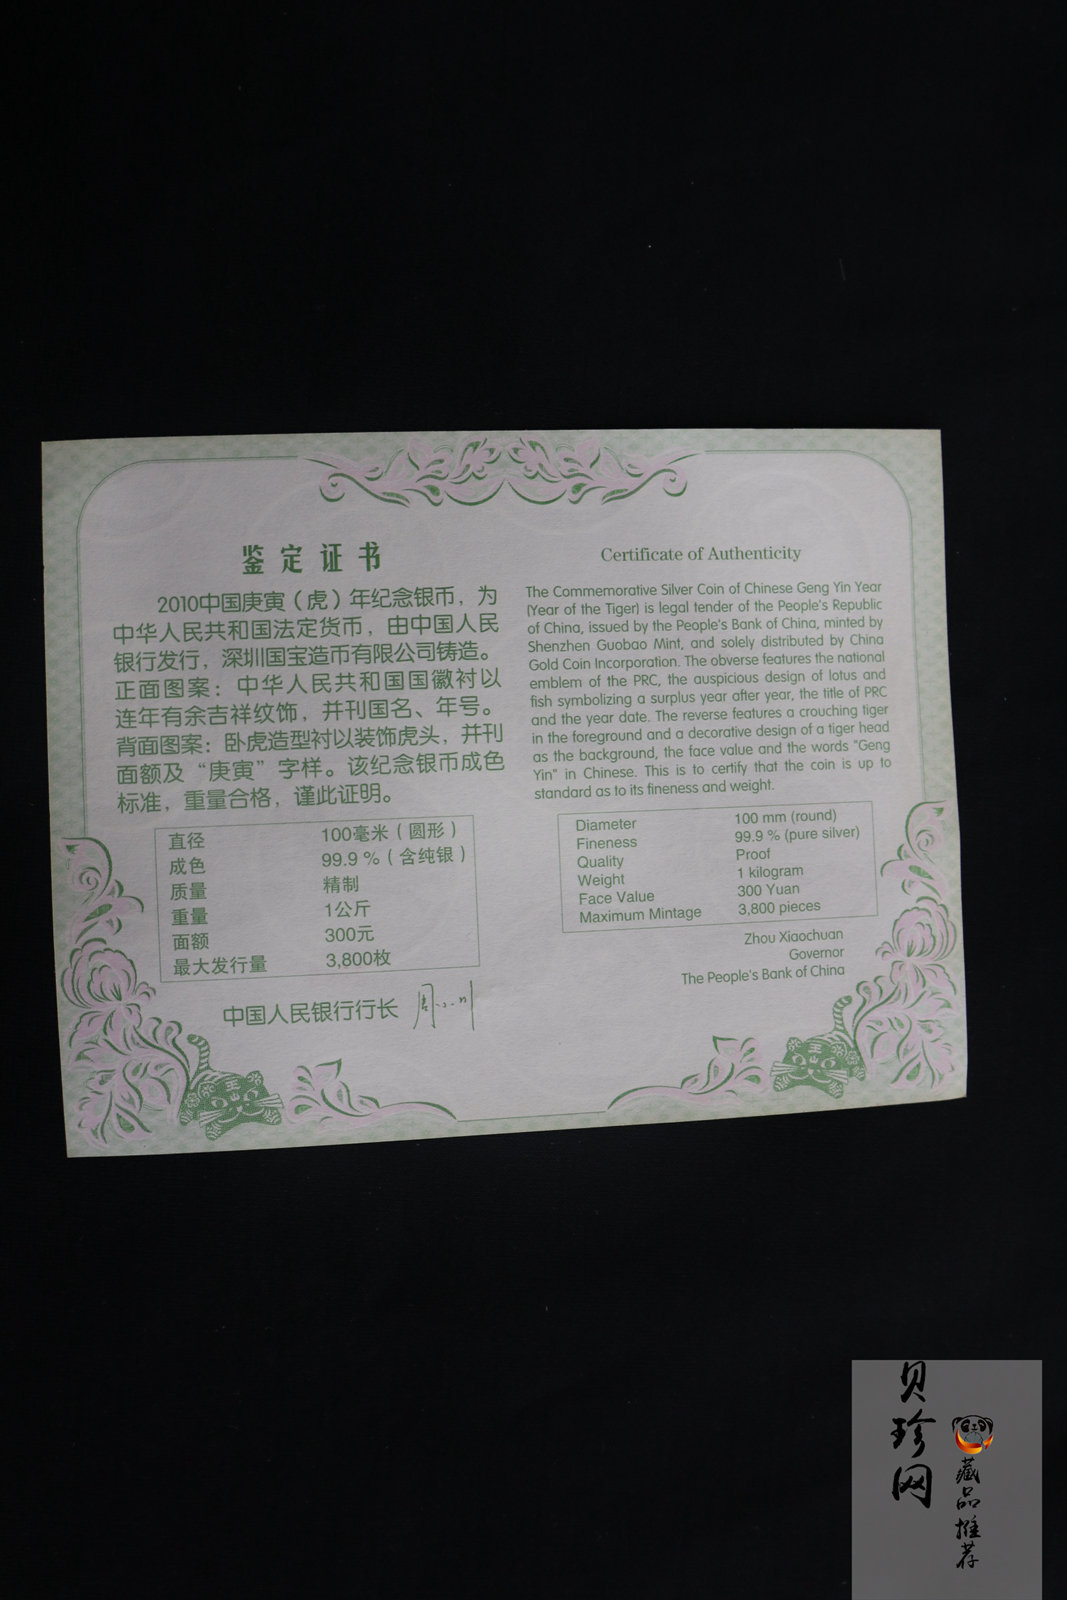 鉴定证书
2010中国庚寅（虎）年纪念银币，为
中华人民共和国法定货币，由中国人民
银行发行，深圳国宝造币有限公司铸造。
正面图案：中华人民共和国国徽衬以
连年有余吉祥纹饰，并刊国名、年号。
背面图案：卧虎造型衬以装饰虎头，并刊
面额及“庚寅”字样。该纪念银币成色
标准，重量合格，谨此证明。
直径 100毫米（圆形）
成色 99.9 %（含纯银）
质量 精制
重量 1公斤
面额 300元
最大发行量 3,800枚
中国人民银行行长 周小川
Certificate of Authenticity
The Commemorative Silver Coin of Chinese Geng Yin Year
(Year of the Tiger) is legal tender of the People's Republic
of China, issued by the People's Bank of China, minted by
Shenzhen Guobao Mint, and solely distributed by China
Gold Coin Incorporation. The obverse features the national
emblem of the PRC, the auspicious design of lotus and
fish symbolizing a surplus year after year, the title of PRC
and the year date. The reverse features a crouching tiger
in the foreground and a decorative design of a tiger head
as the background, the face value and the words "Geng
Yin" in Chinese. This is to certify that the coin is up to
standard as to its fineness and weight.
Diameter 100 mm (round)
Fineness 99.9 % (pure silver)
Quality Proof
Weight 1 kilogram
Face Value 300 Yuan
Maximum Mintage 3,800 pieces
Zhou Xiaochuan
Governor
The People's Bank of China
王
王
贝珍网
藏品推荐